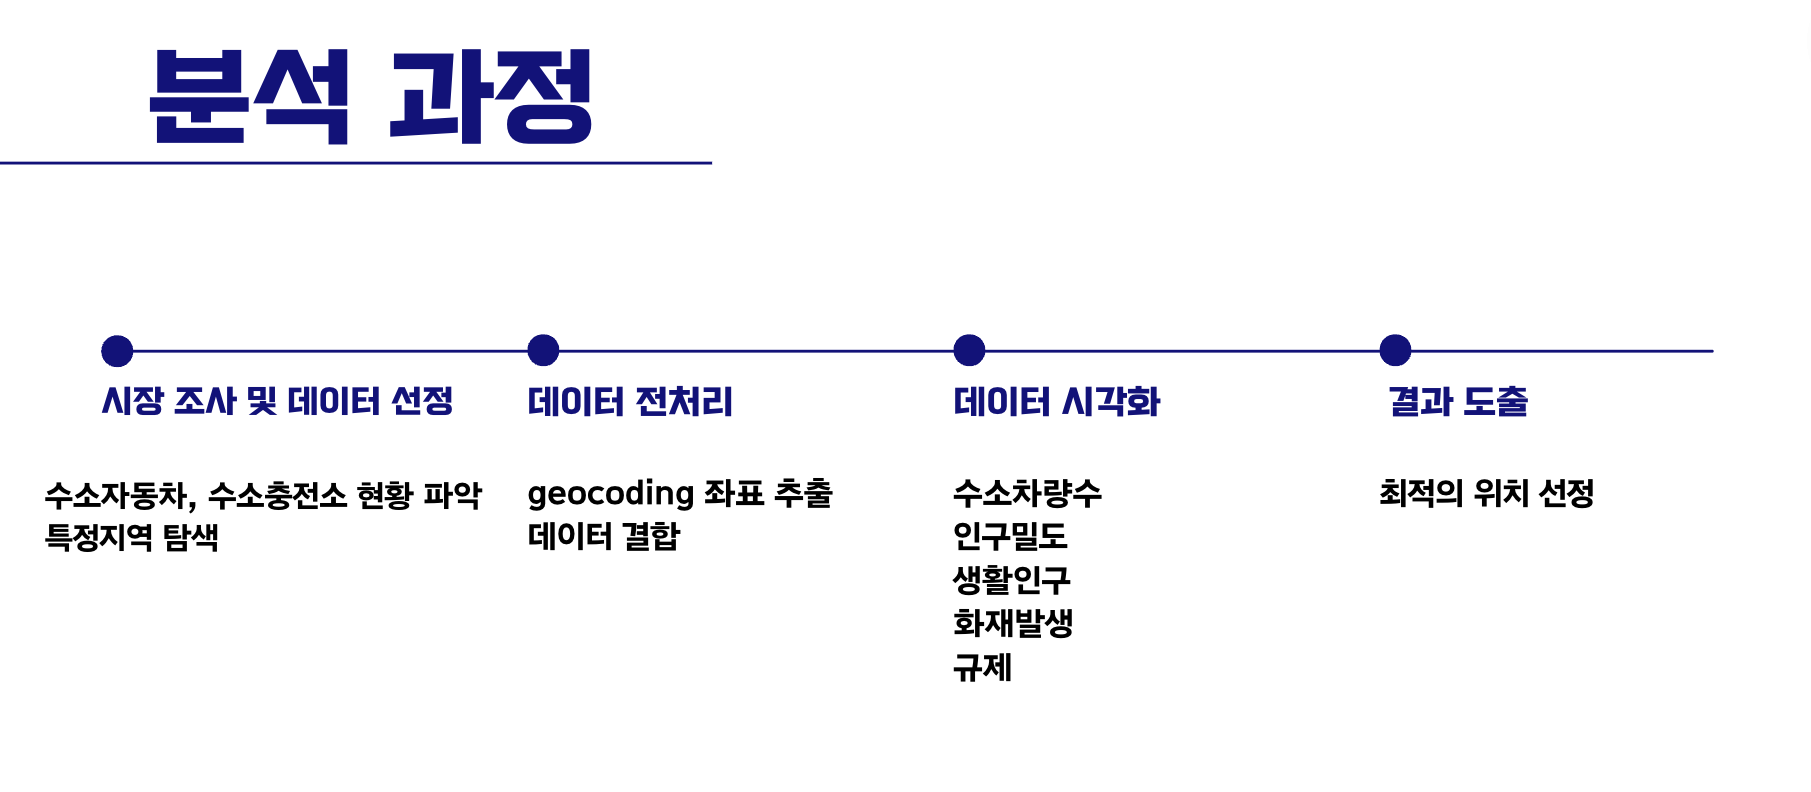 분석 과정
시장 조사 및 데이터 선정
수소자동차, 수소충전소 현황 파악
특정지역 탐색
데이터 전처리
geocoding 좌표 추출
데이터 결합
데이터 시각화
수소차량수
인구밀도
생활인구
화재발생
규제
결과 도출
최적의 위치 선정